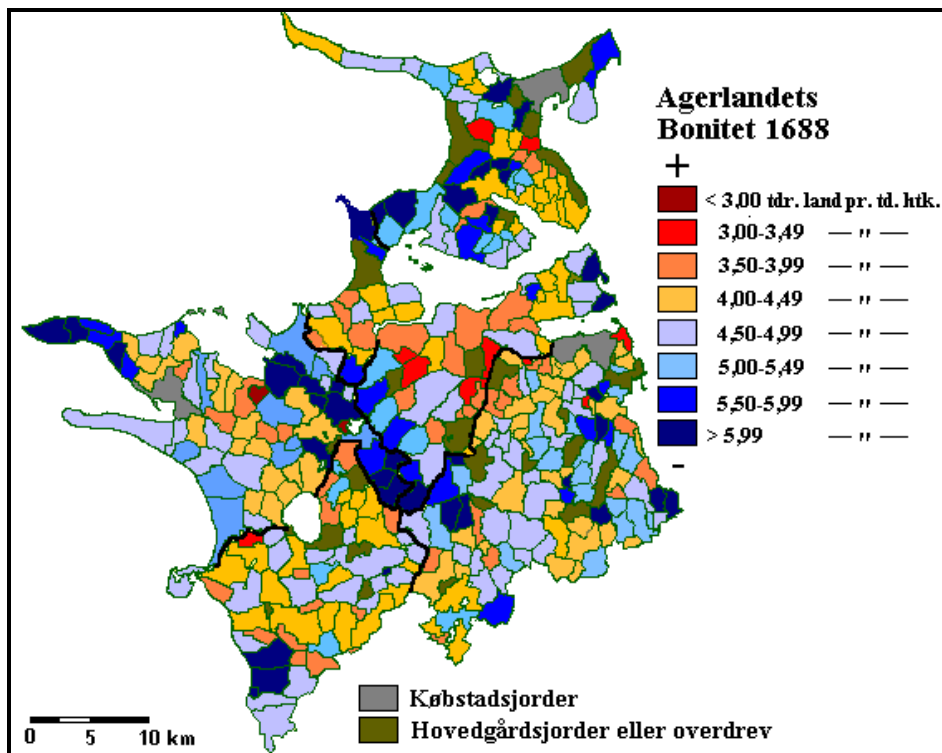 Agerlandets
Bonitet 1688
+
< 3,00 tdr. land pr. td. htk.
3,00-3,49 — " —
3,50-3,99 — " —
4,00-4,49 — " —
4,50-4,99 — " —
5,00-5,49 — " —
5,50-5,99 — " —
> 5,99 — " —
-
Købstadsjorder
Hovedgårdsjorder eller overdrev
0 5 10 km